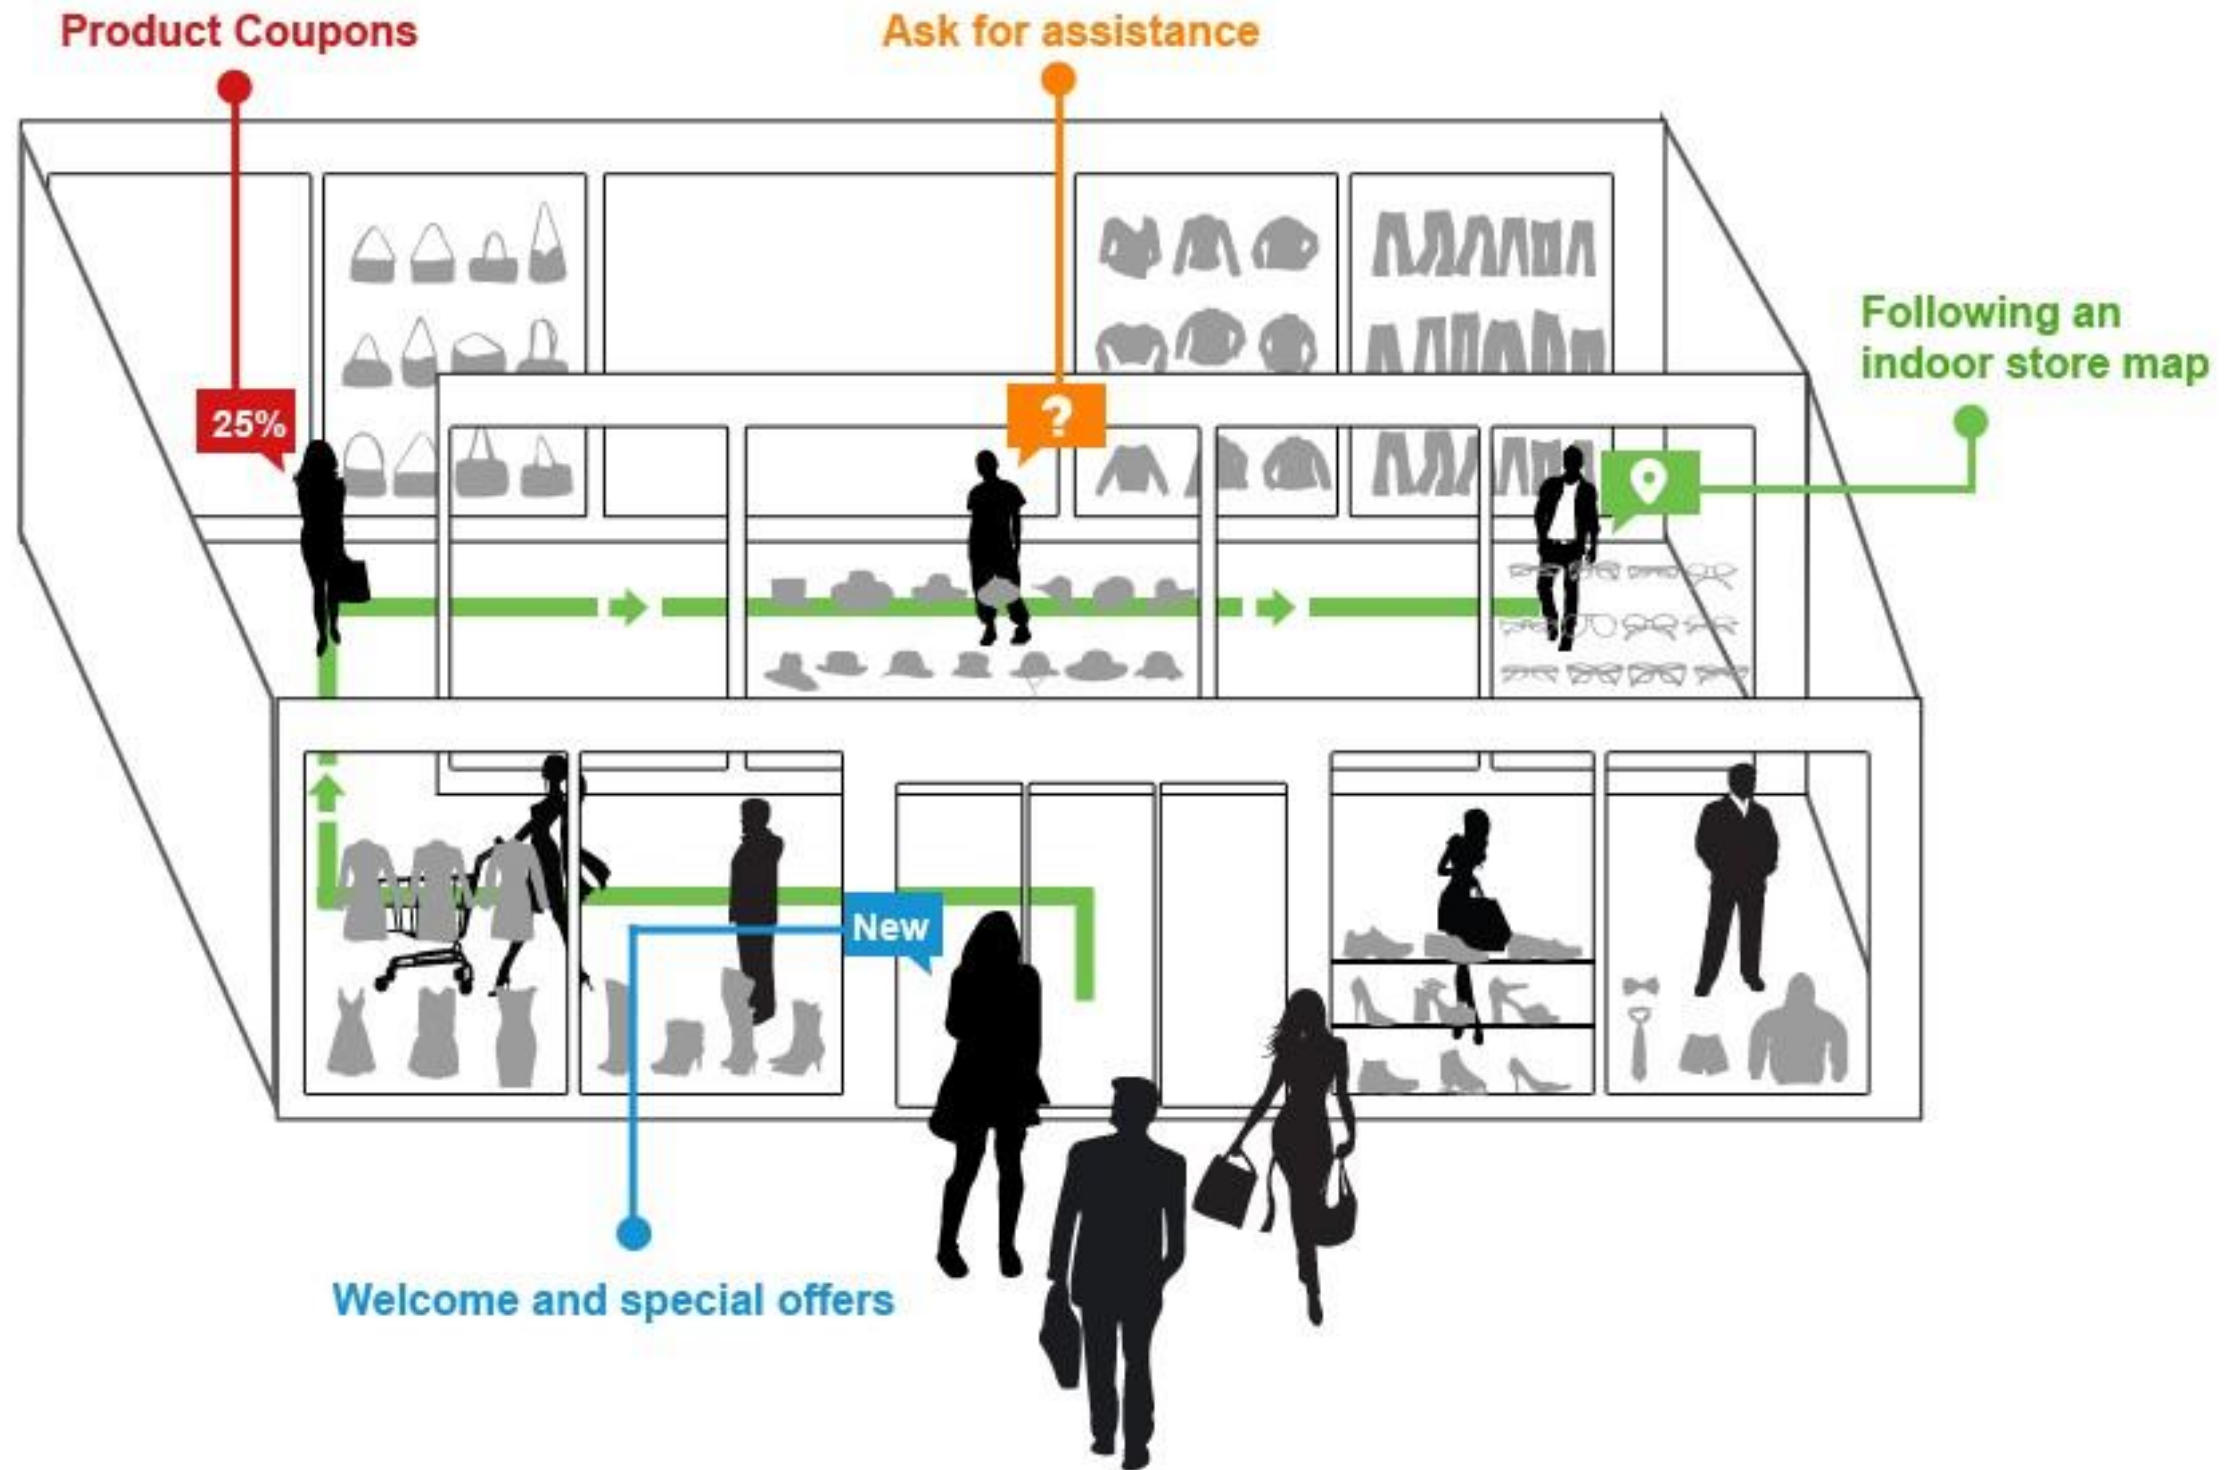 Product Coupons
Ask for assistance
Following an
indoor store map
25%
?
New
Welcome and special offers